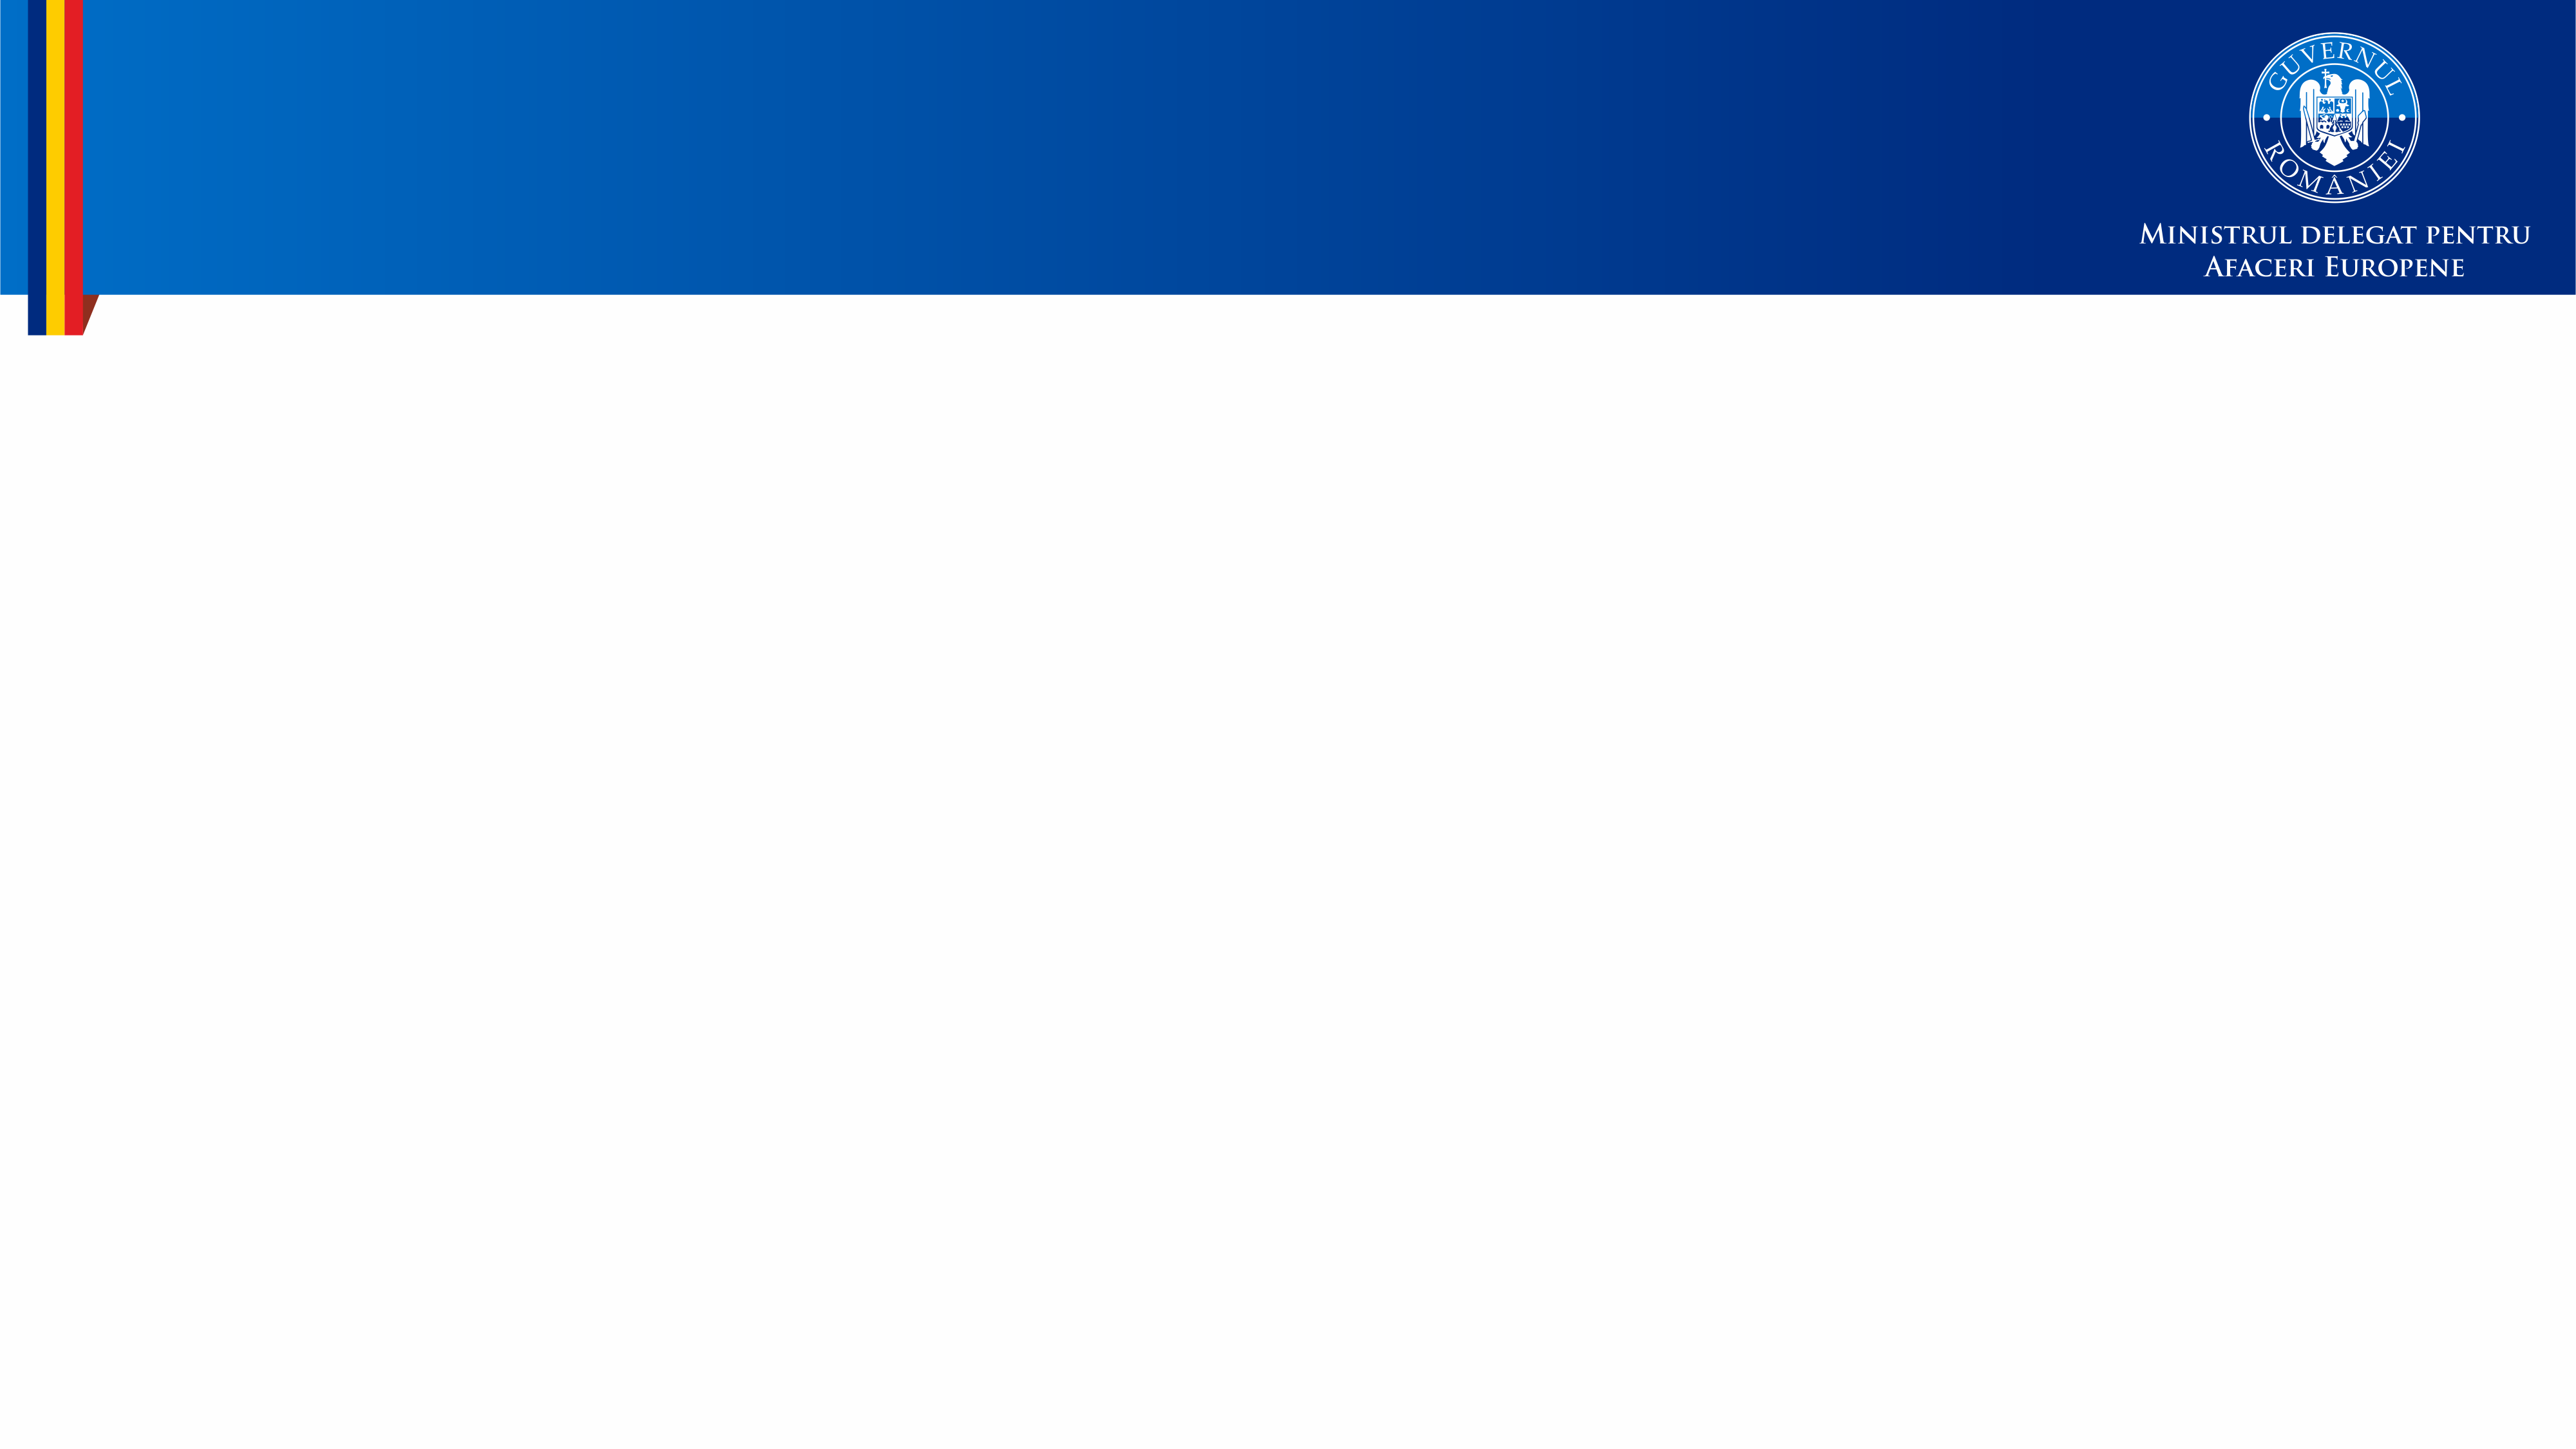 GUVERNUL
ROMÂNIEI
MINISTRUL DELEGAT PENTRU
AFACERI EUROPENE